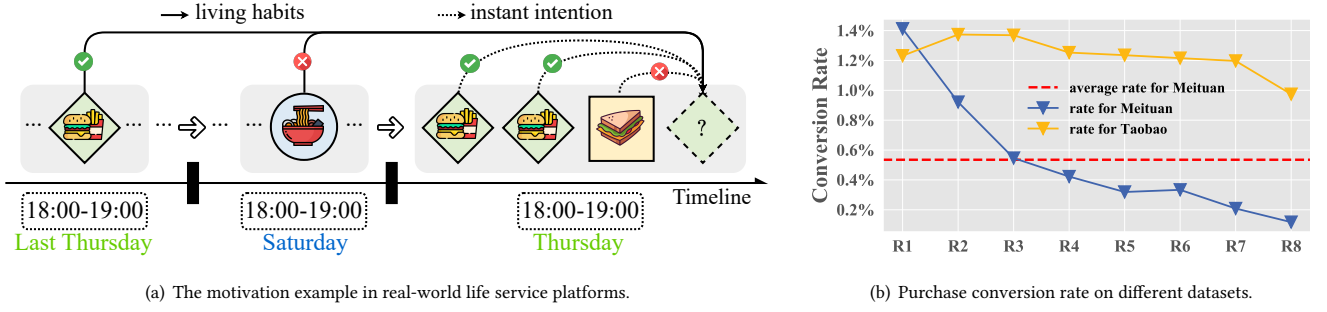 living habits
instant intention
...
...
...
...
...
...
?
Timeline
18:00-19:00
18:00-19:00
18:00-19:00
Last Thursday
Saturday
Thursday
(a) The motivation example in real-world life service platforms.
Conversion Rate
1.4%
1.2%
1.0%
0.8%
0.6%
0.4%
0.2%
average rate for Meituan
rate for Meituan
rate for Taobao
R1 R2 R3 R4 R5 R6 R7 R8
(b) Purchase conversion rate on different datasets.